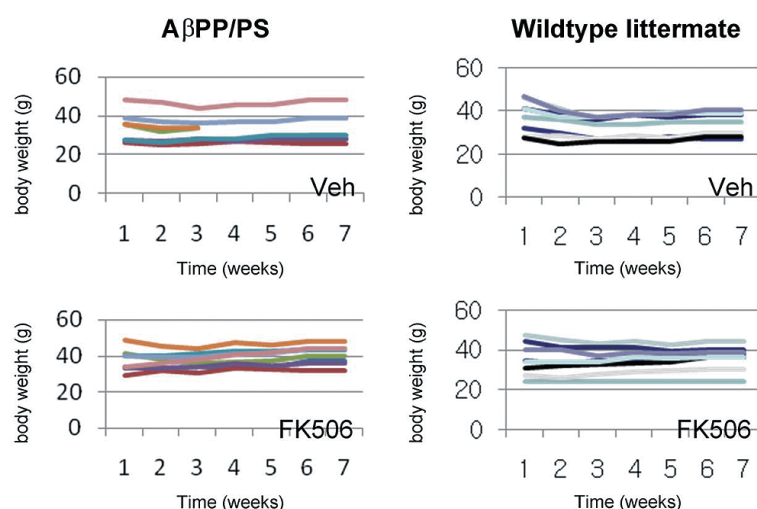 AβPP/PS
Wildtype littermate
body weight (g)
60
40
20
0
Veh
1 2 3 4 5 6 7
Time (weeks)
body weight (g)
60
40
20
0
Veh
1 2 3 4 5 6 7
Time (weeks)
body weight (g)
60
40
20
0
FK506
1 2 3 4 5 6 7
Time (weeks)
body weight (g)
60
40
20
0
FK506
1 2 3 4 5 6 7
Time (weeks)